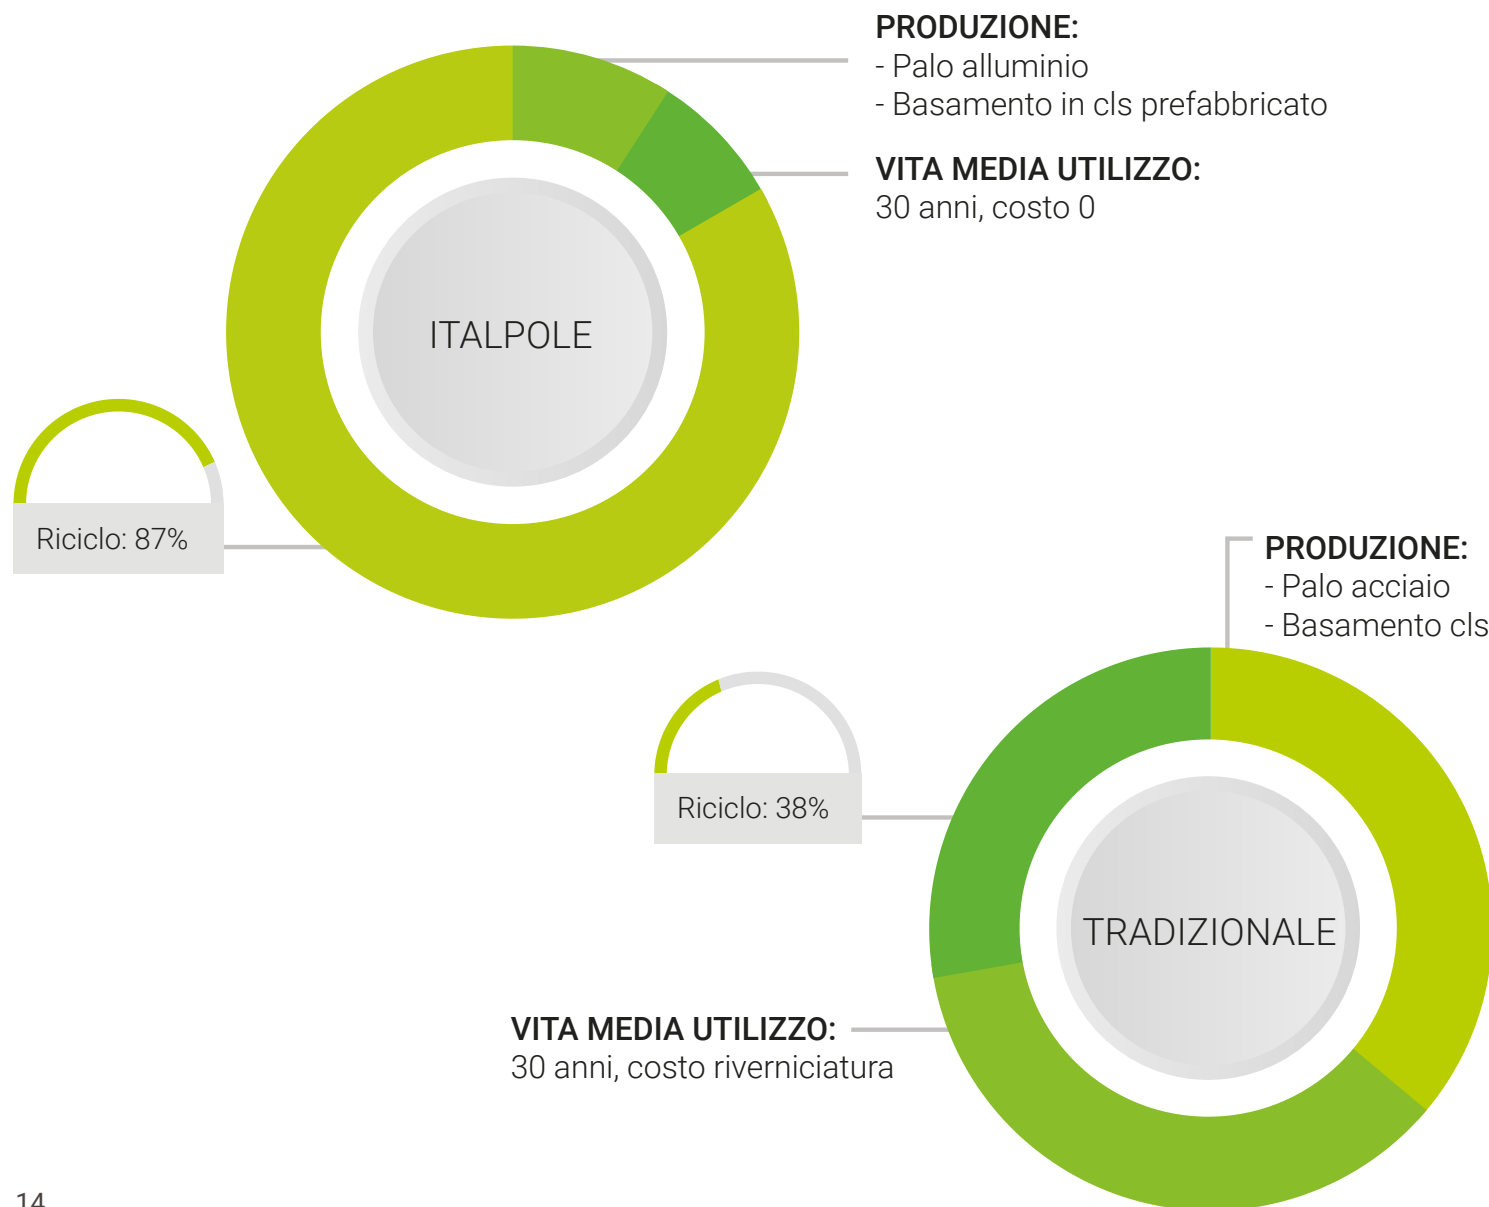 PRODUZIONE:
- Palo alluminio
- Basamento in cls prefabbricato
VITA MEDIA UTILIZZO:
30 anni, costo 0
ITALPOLE
Riciclo: 87%
PRODUZIONE:
- Palo acciaio
- Basamento cls
Riciclo: 38%
TRADIZIONALE
VITA MEDIA UTILIZZO:
30 anni, costo riverniciatura
14